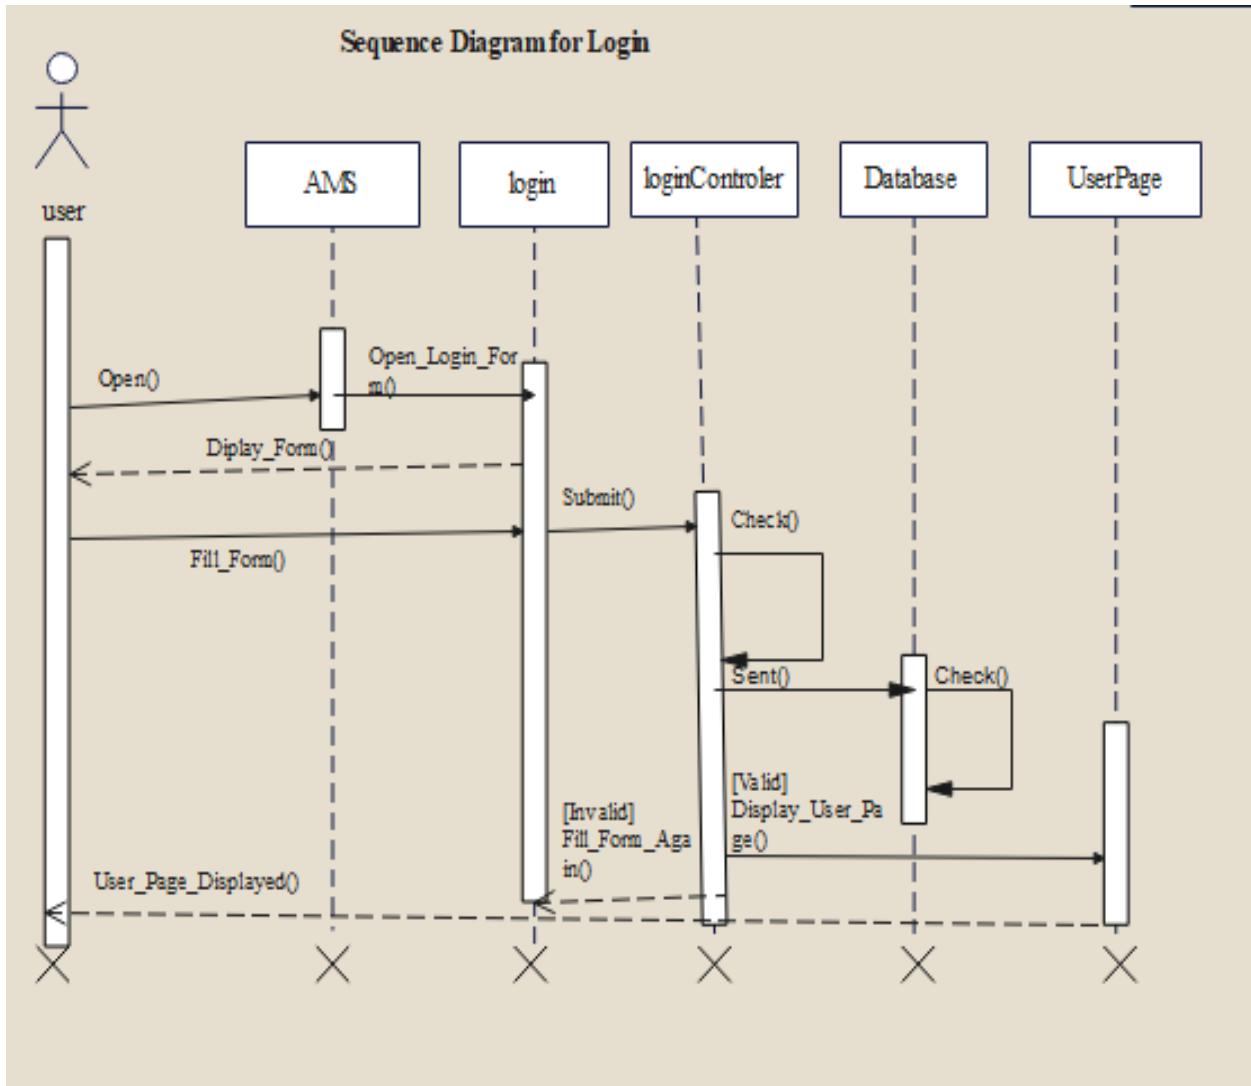 Sequence Diagram for Login
user
AMS
login
loginControler
Database
UserPage
Open()
Open_Login_For
m()
Diplay_Form()
Submit()
Check()
Fill_Form()
Sent()
Check()
[Valid]
Display_User_Pa
ge()
[Invalid]
Fill_Form_Aga
in()
User_Page_Displayed()